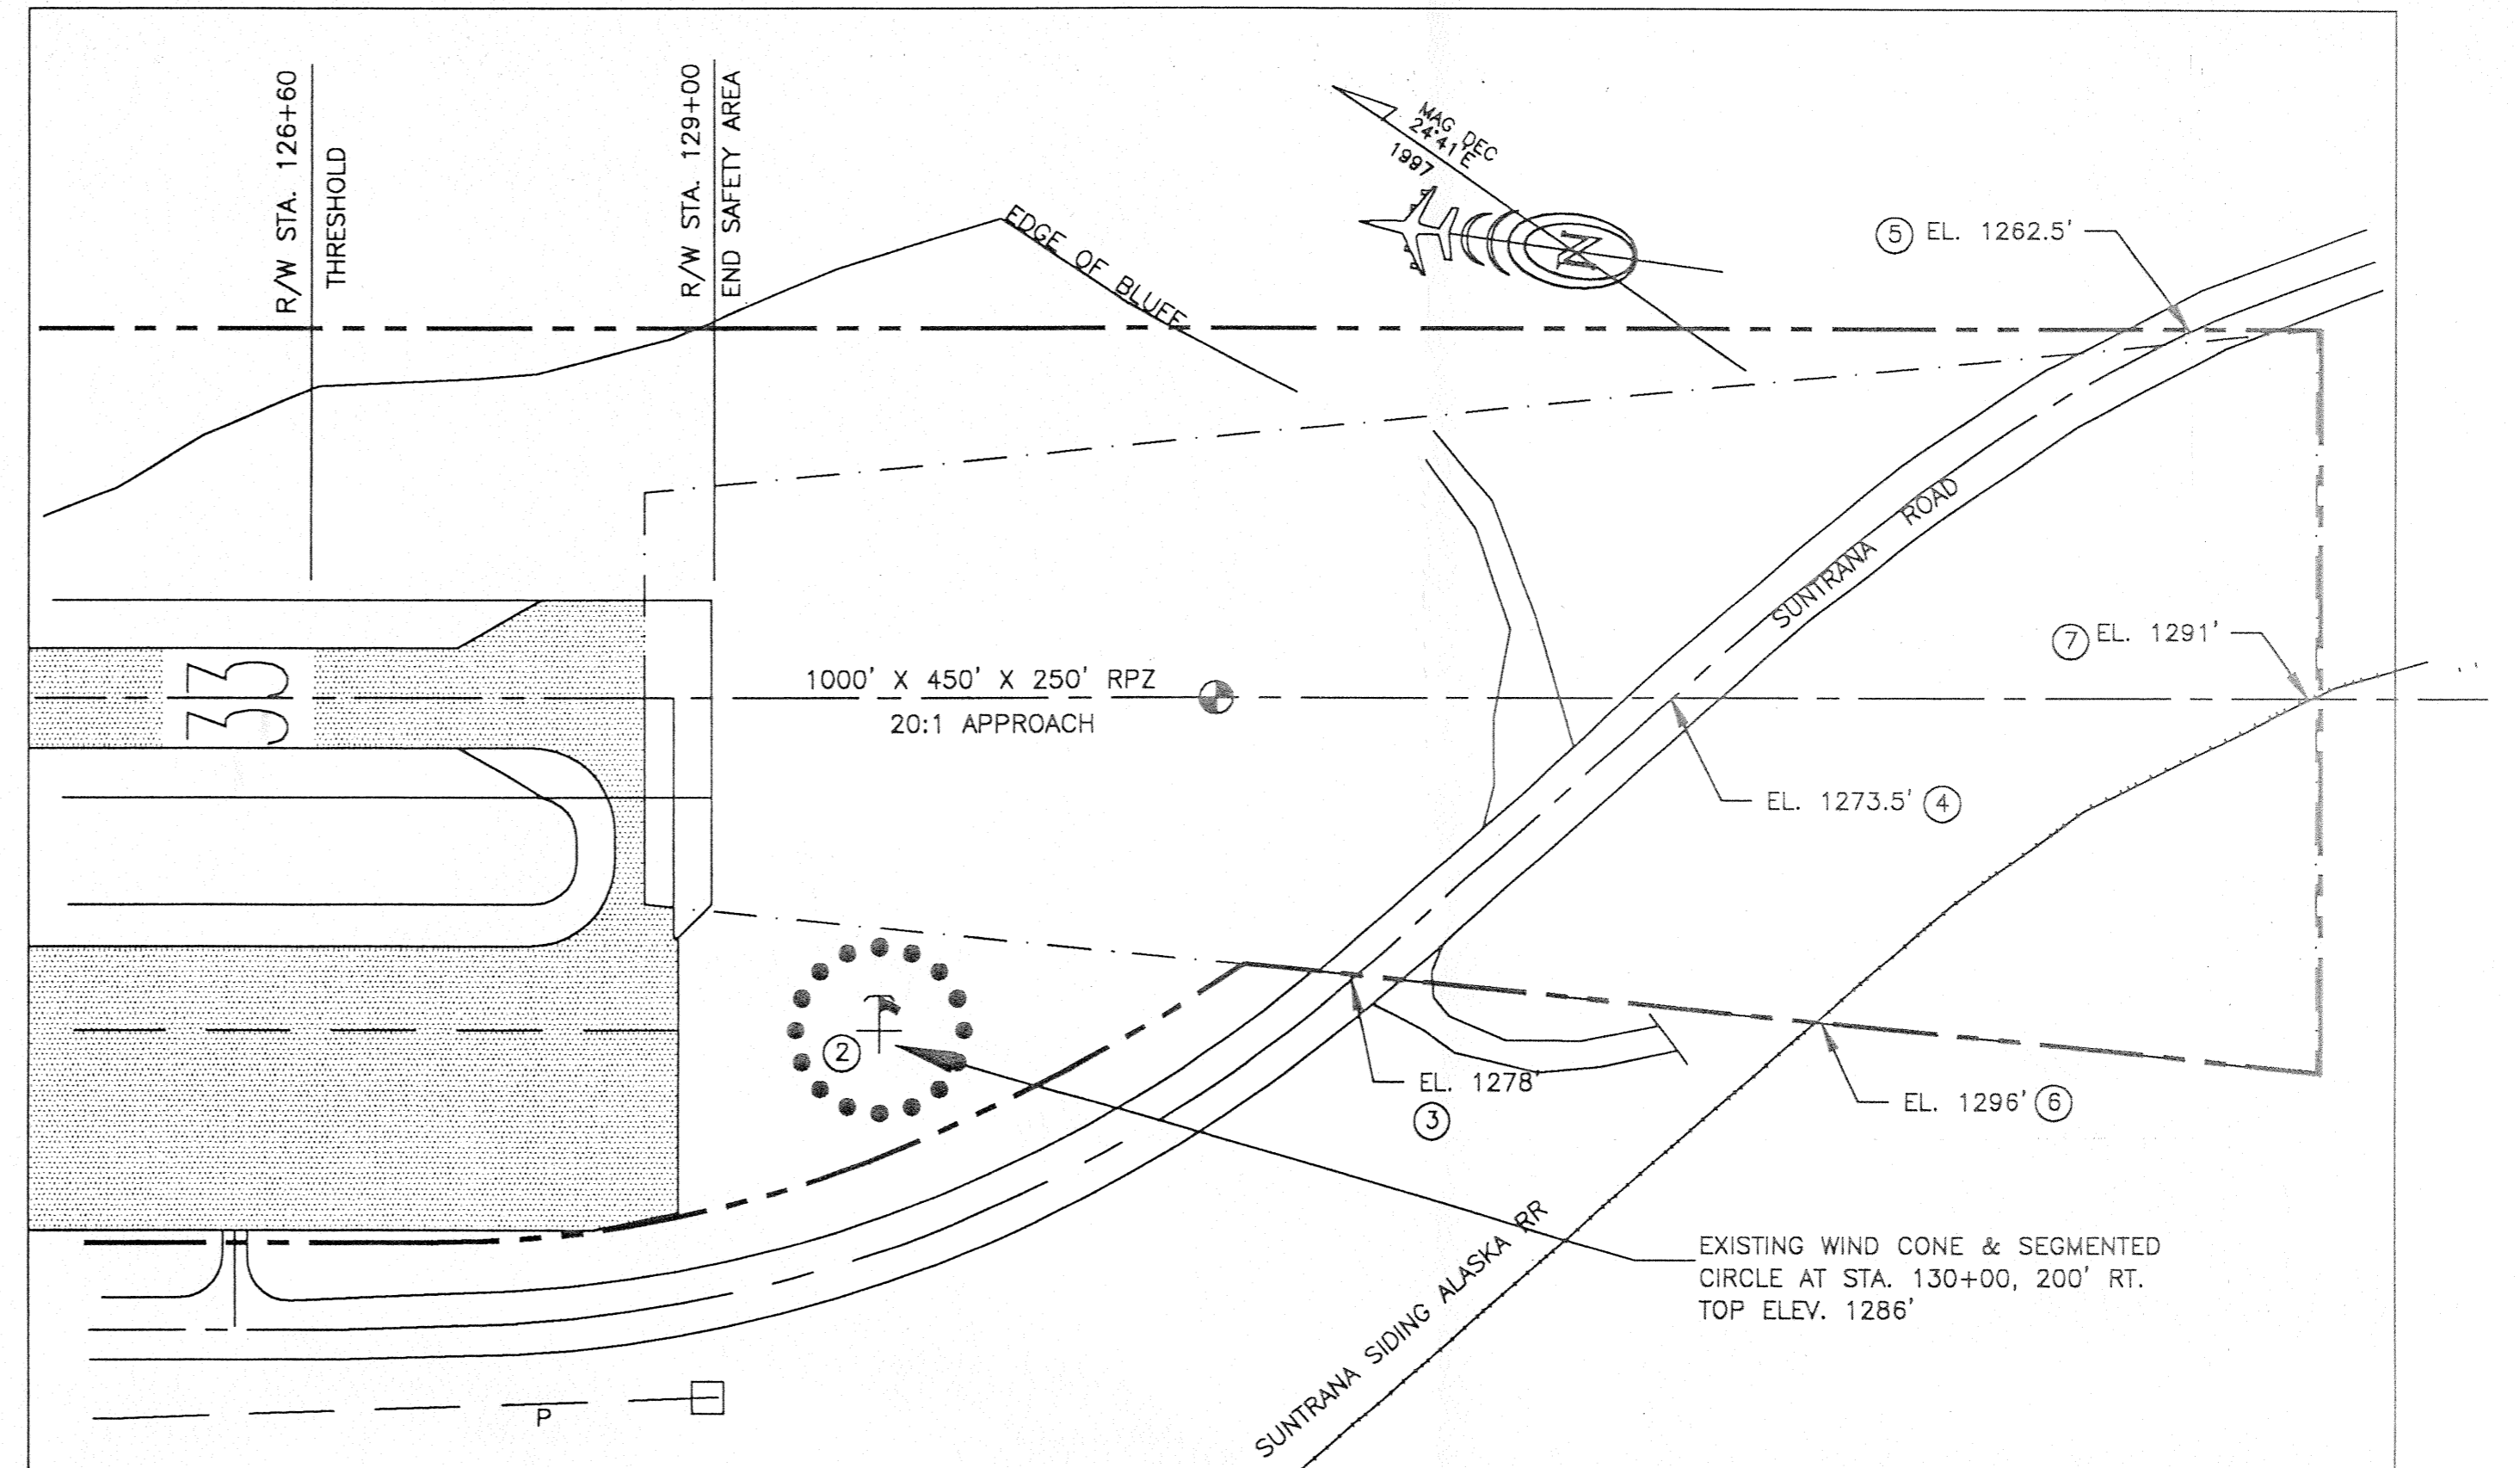 R/W STA. 126+60
THRESHOLD
R/W STA. 129+00
END SAFETY AREA
EDGE OF BLUFF
MAG DEC
24°41'E
1997
N
5 EL. 1262.5'
SUNTRANA ROAD
7 EL. 1291'
33
1000' X 450' X 250' RPZ
20:1 APPROACH
EL. 1273.5' 4
2
EL. 1278'
3
EL. 1296' 6
SUNTRANA SIDING ALASKA RR
EXISTING WIND CONE & SEGMENTED
CIRCLE AT STA. 130+00, 200' RT.
TOP ELEV. 1286'
P